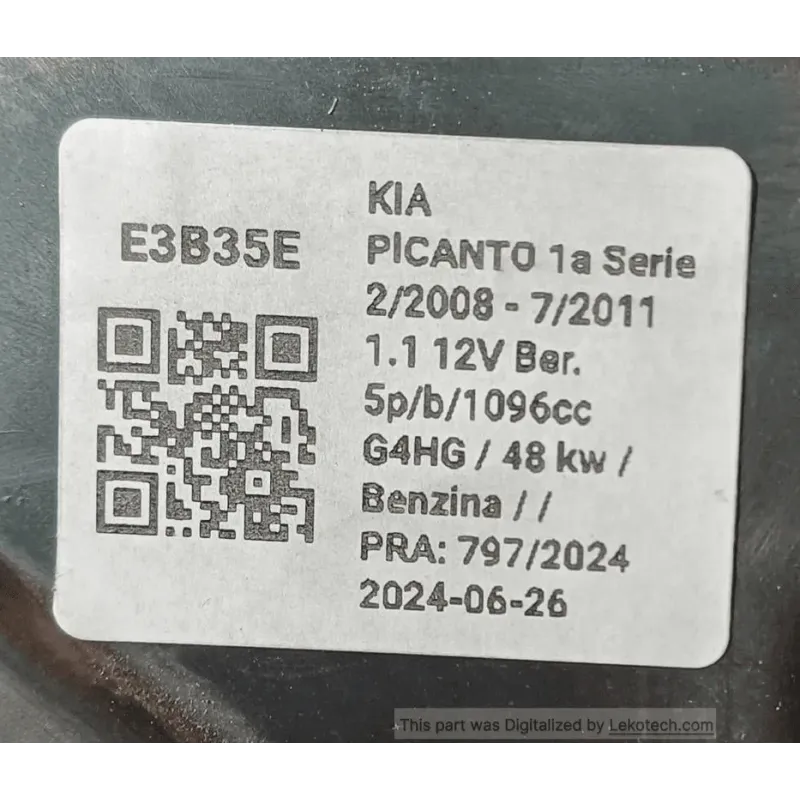 E3B35E
KIA
PICANTO 1a Serie
2/2008 - 7/2011
1.1 12V Ber.
5p/b/1096cc
G4HG / 48 kw /
Benzina / /
PRA: 797/2024
2024-06-26
This part was Digitalized by Lekotech.com